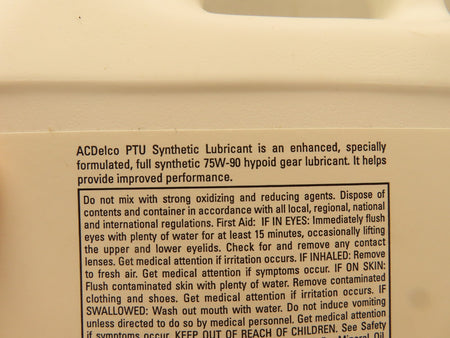 ACDelco PTU Synthetic Lubricant is an enhanced, specially
formulated, full synthetic 75W-90 hypoid gear lubricant. It helps
provide improved performance.
Do not mix with strong oxidizing and reducing agents. Dispose of
contents and container in accordance with all local, regional, national
and international regulations. First Aid: IF IN EYES: Immediately flush
eyes with plenty of water for at least 15 minutes, occasionally lifting
the upper and lower eyelids. Check for and remove any contact
lenses. Get medical attention if irritation occurs. IF INHALED: Remove
to fresh air. Get medical attention if symptoms occur. IF ON SKIN:
Flush contaminated skin with plenty of water. Remove contaminated
clothing and shoes. Get medical attention if irritation occurs. IF
SWALLOWED: Wash out mouth with water. Do not induce vomiting
unless directed to do so by medical personnel. Get medical attention
if symptoms occur. KEEP OUT OF REACH OF CHILDREN. See Safety
Mineral Oil